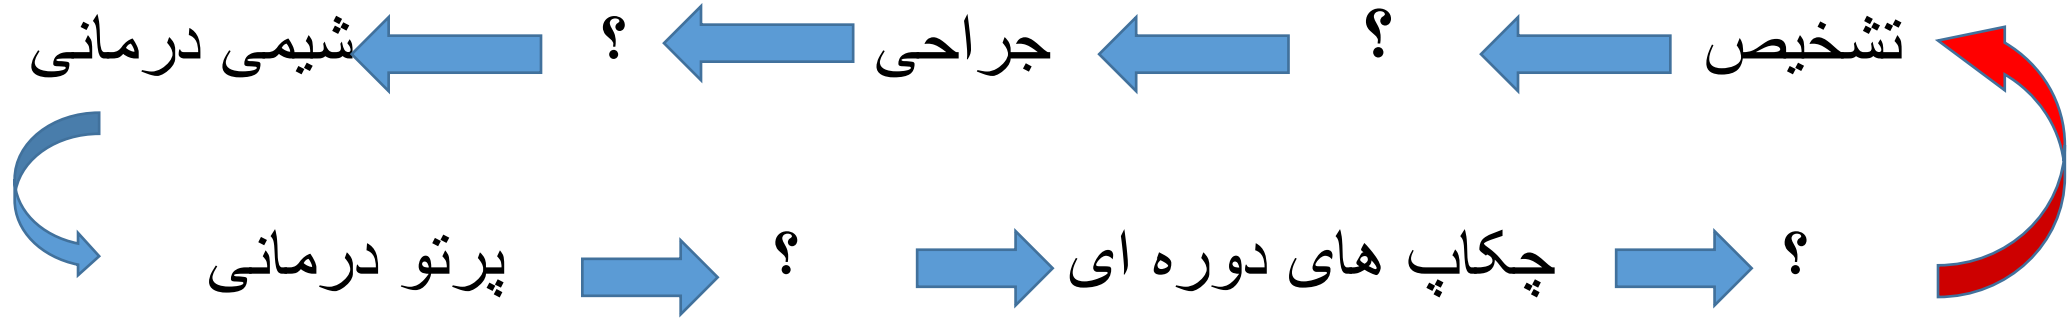 تشخیص ؟ جراحی ؟ شیمی درمانی
پرتو درمانی ؟ چکاپ های دوره ای ؟